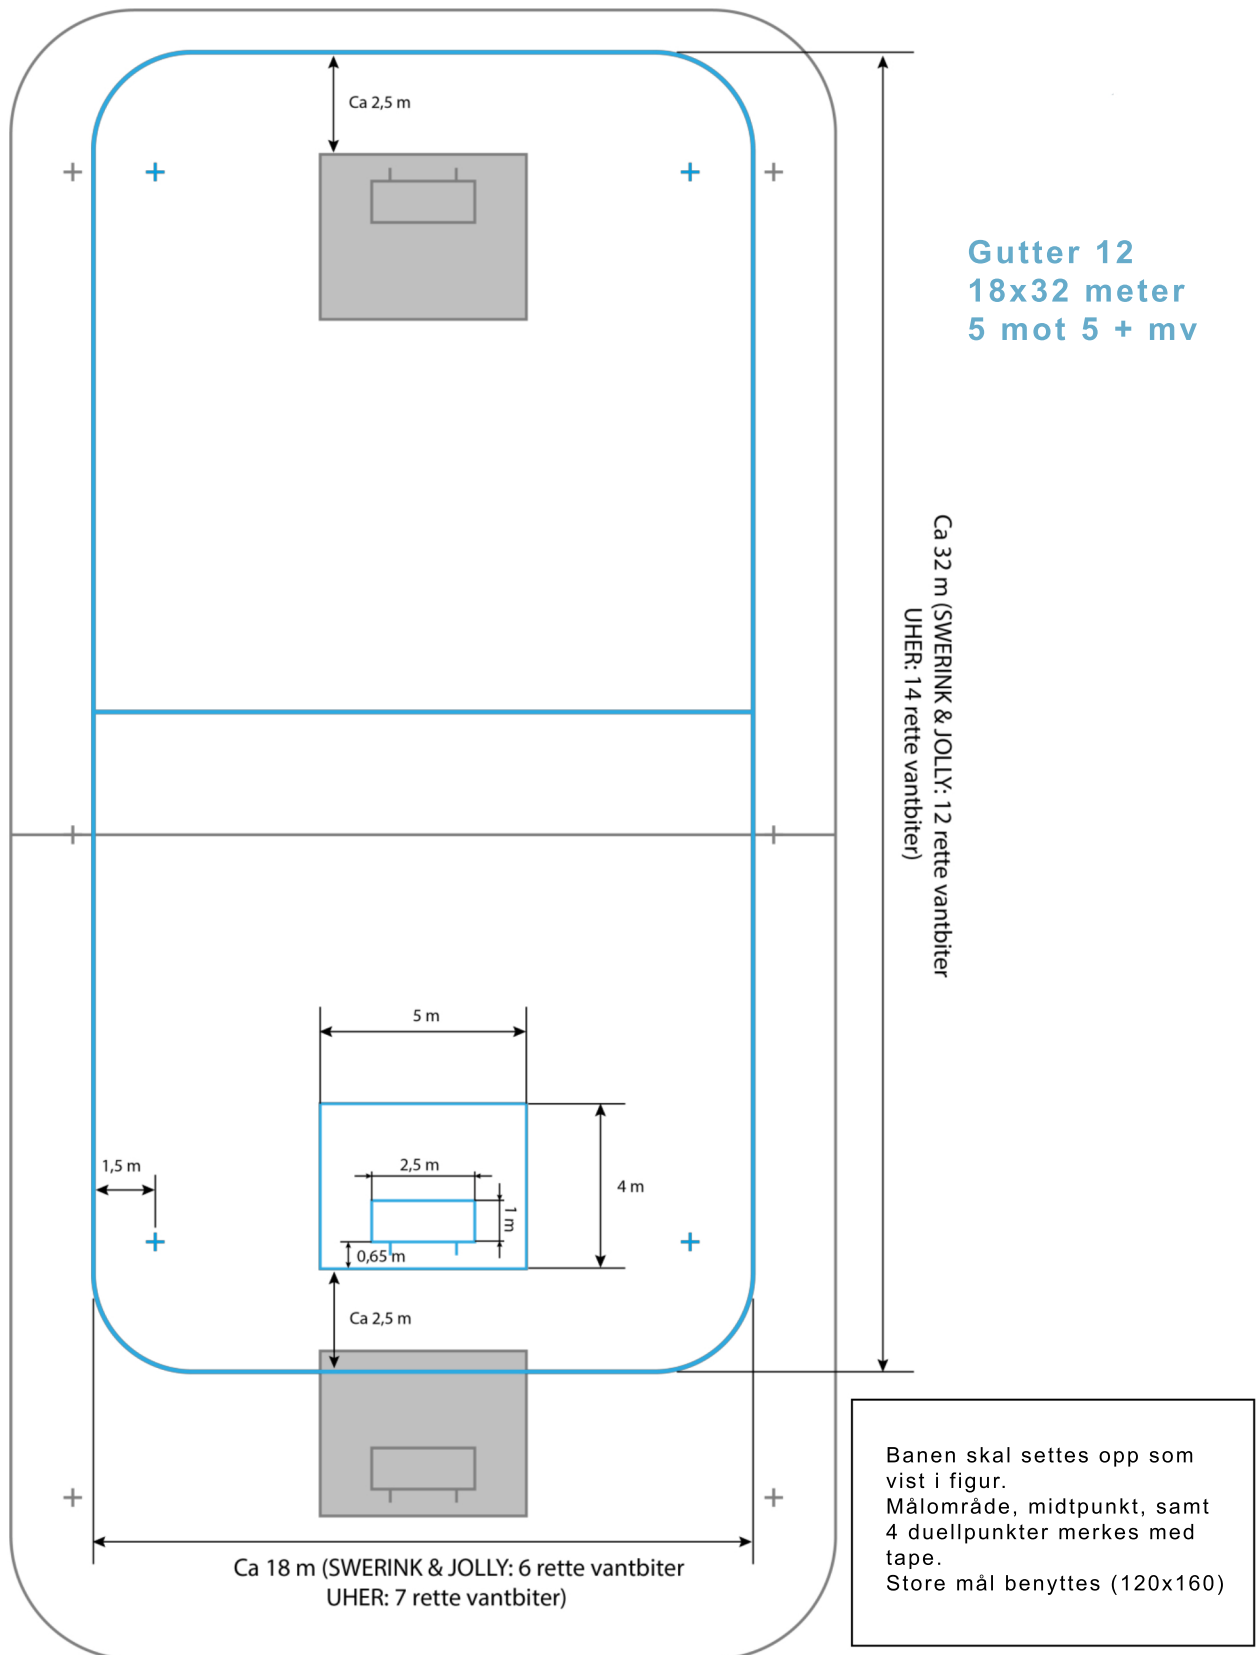 Ca 2,5 m
Gutter 12
18x32 meter
5 mot 5 + mv
Ca 32 m (SWERINK & JOLLY: 12 rette vantbiter
UHER: 14 rette vantbiter)
5 m
1,5 m
2,5 m
4 m
1 m
0,65 m
Ca 2,5 m
Banen skal settes opp som
vist i figur.
Målområde, midtpunkt, samt
4 duellpunkter merkes med
tape.
Store mål benyttes (120x160)
Ca 18 m (SWERINK & JOLLY: 6 rette vantbiter
UHER: 7 rette vantbiter)